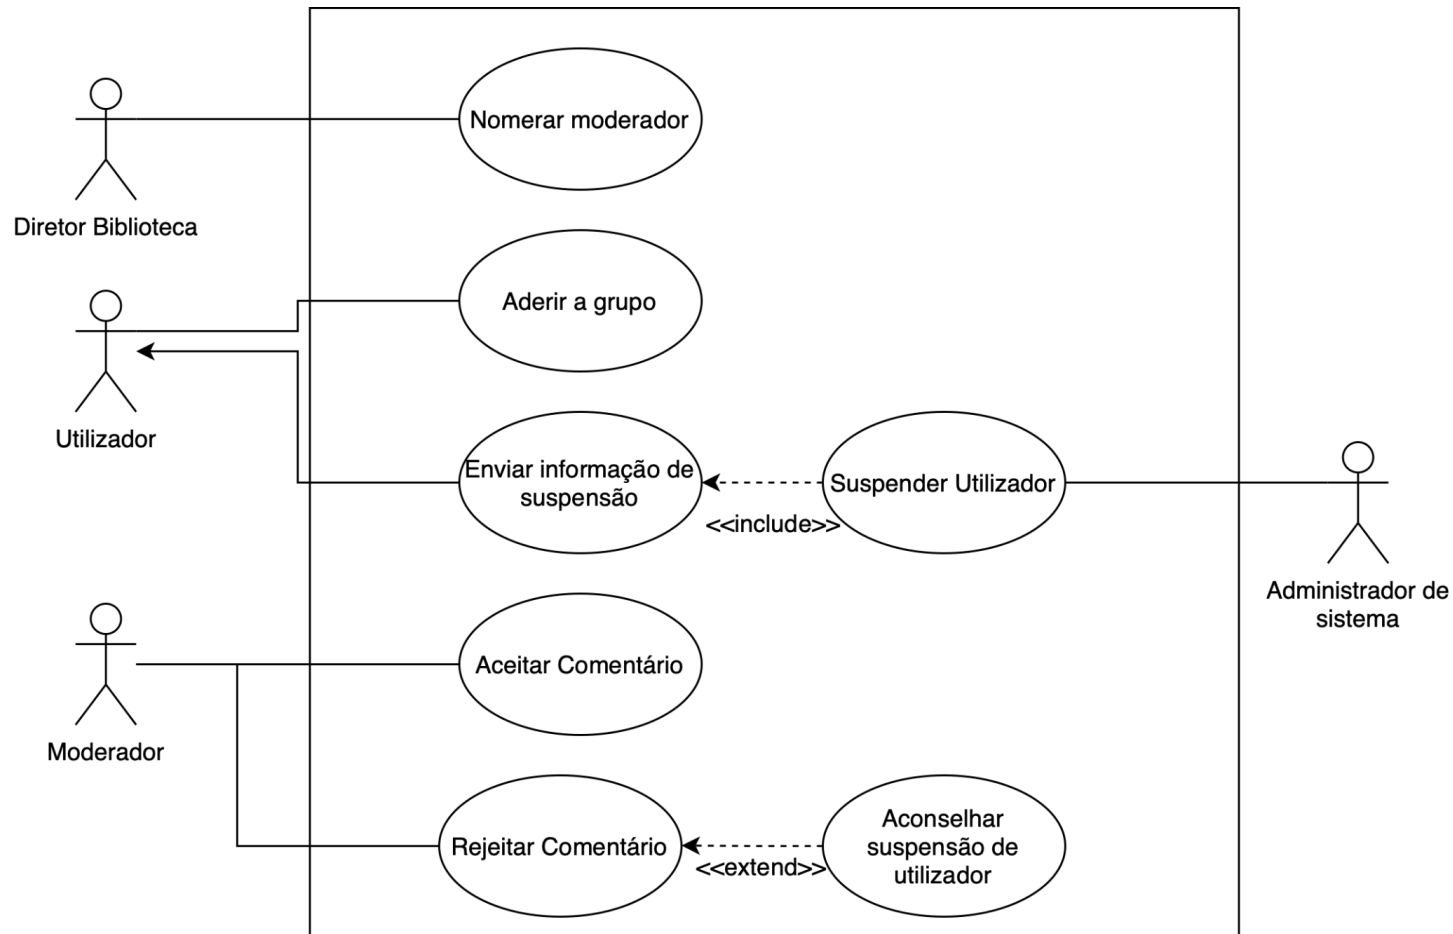 Nomerar moderador
Diretor Biblioteca
Aderir a grupo
Utilizador
Enviar informação de
suspensão
<<include>>
Suspender Utilizador
Administrador de
sistema
Aceitar Comentário
Moderador
Rejeitar Comentário
<<extend>>
Aconselhar
suspensão de
utilizador